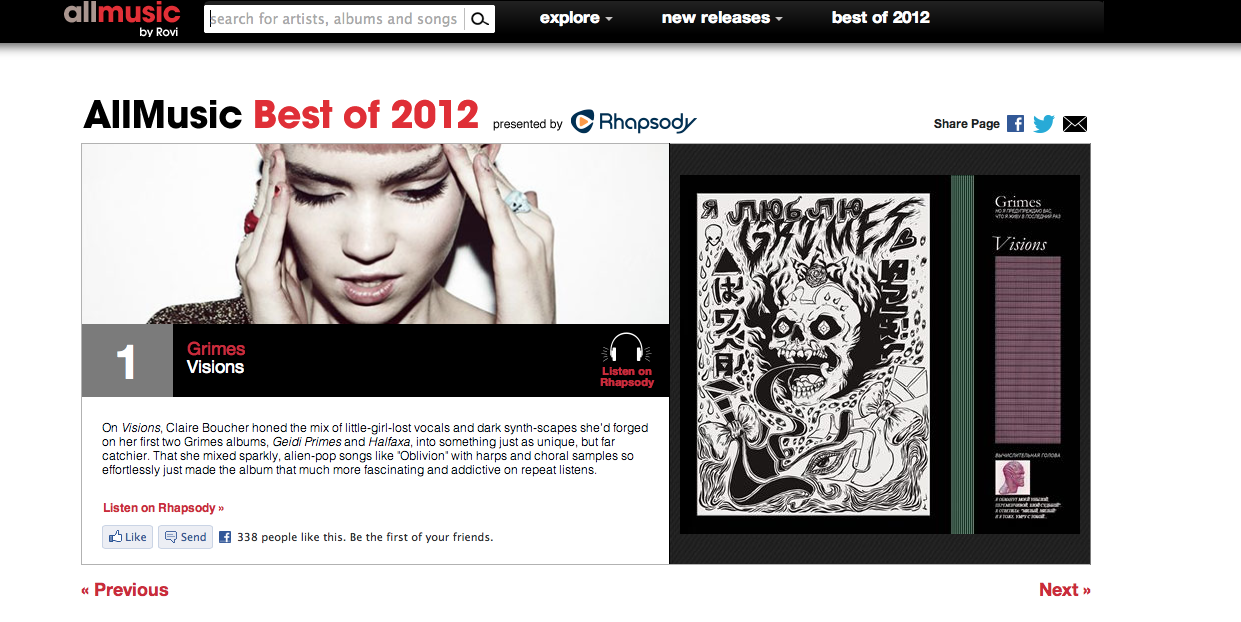 allmusic
by Rovi
search for artists, albums and songs
explore
new releases
best of 2012
AllMusic Best of 2012
presented by
Rhapsody
Share Page
1
Grimes
Visions
Listen on
Rhapsody
On Visions, Claire Boucher honed the mix of little-girl-lost vocals and dark synth-scapes she'd forged
on her first two Grimes albums, Geidi Primes and Halfaxa, into something just as unique, but far
catchier. That she mixed sparkly, alien-pop songs like "Oblivion" with harps and choral samples so
effortlessly just made the album that much more fascinating and addictive on repeat listens.
Listen on Rhapsody »
Like
Send
338 people like this. Be the first of your friends.
Я ЛЮБЛЮ
GRIMES
Grimes
НО Я ПРЕДУПРЕЖДАЮ ВАС,
ЧТО Я ЖИВУ В ПОСЛЕДНИЙ РАЗ
Visions
ВЫЧИСЛИТЕЛЬНАЯ ГОЛОВА
« Previous
Next »